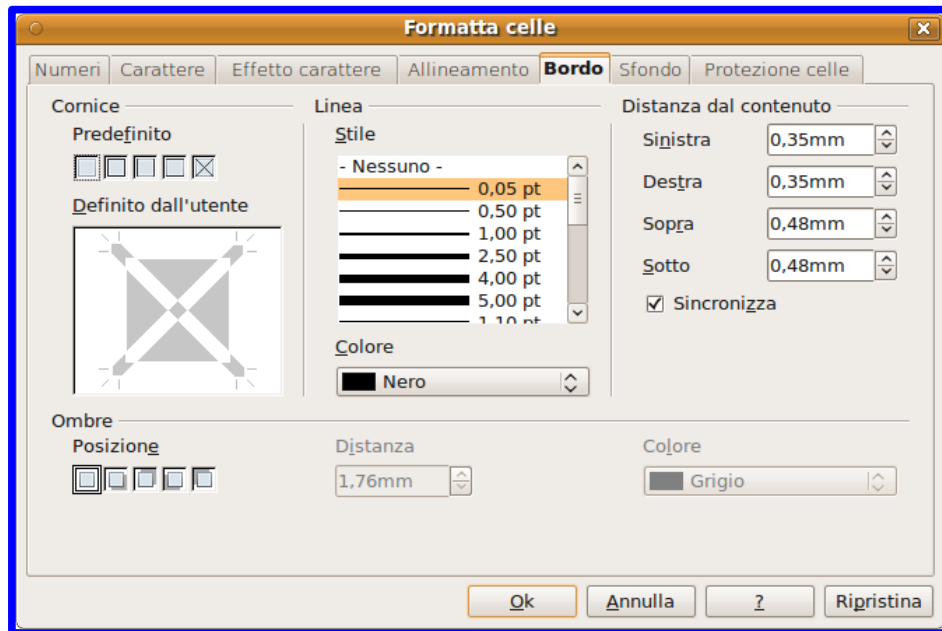 Formatta celle
Numeri Carattere Effetto carattere Allineamento Bordo Sfondo Protezione celle
Cornice
Predefinito
Definito dall'utente
Linea
Stile
- Nessuno -
0,05 pt
0,50 pt
1,00 pt
2,50 pt
4,00 pt
5,00 pt
1,10 pt
Colore
Nero
Distanza dal contenuto
Sinistra 0,35mm
Destra 0,35mm
Sopra 0,48mm
Sotto 0,48mm
Sincronizza
Ombre
Posizione
Distanza
1,76mm
Colore
Grigio
Ok Annulla ? Ripristina